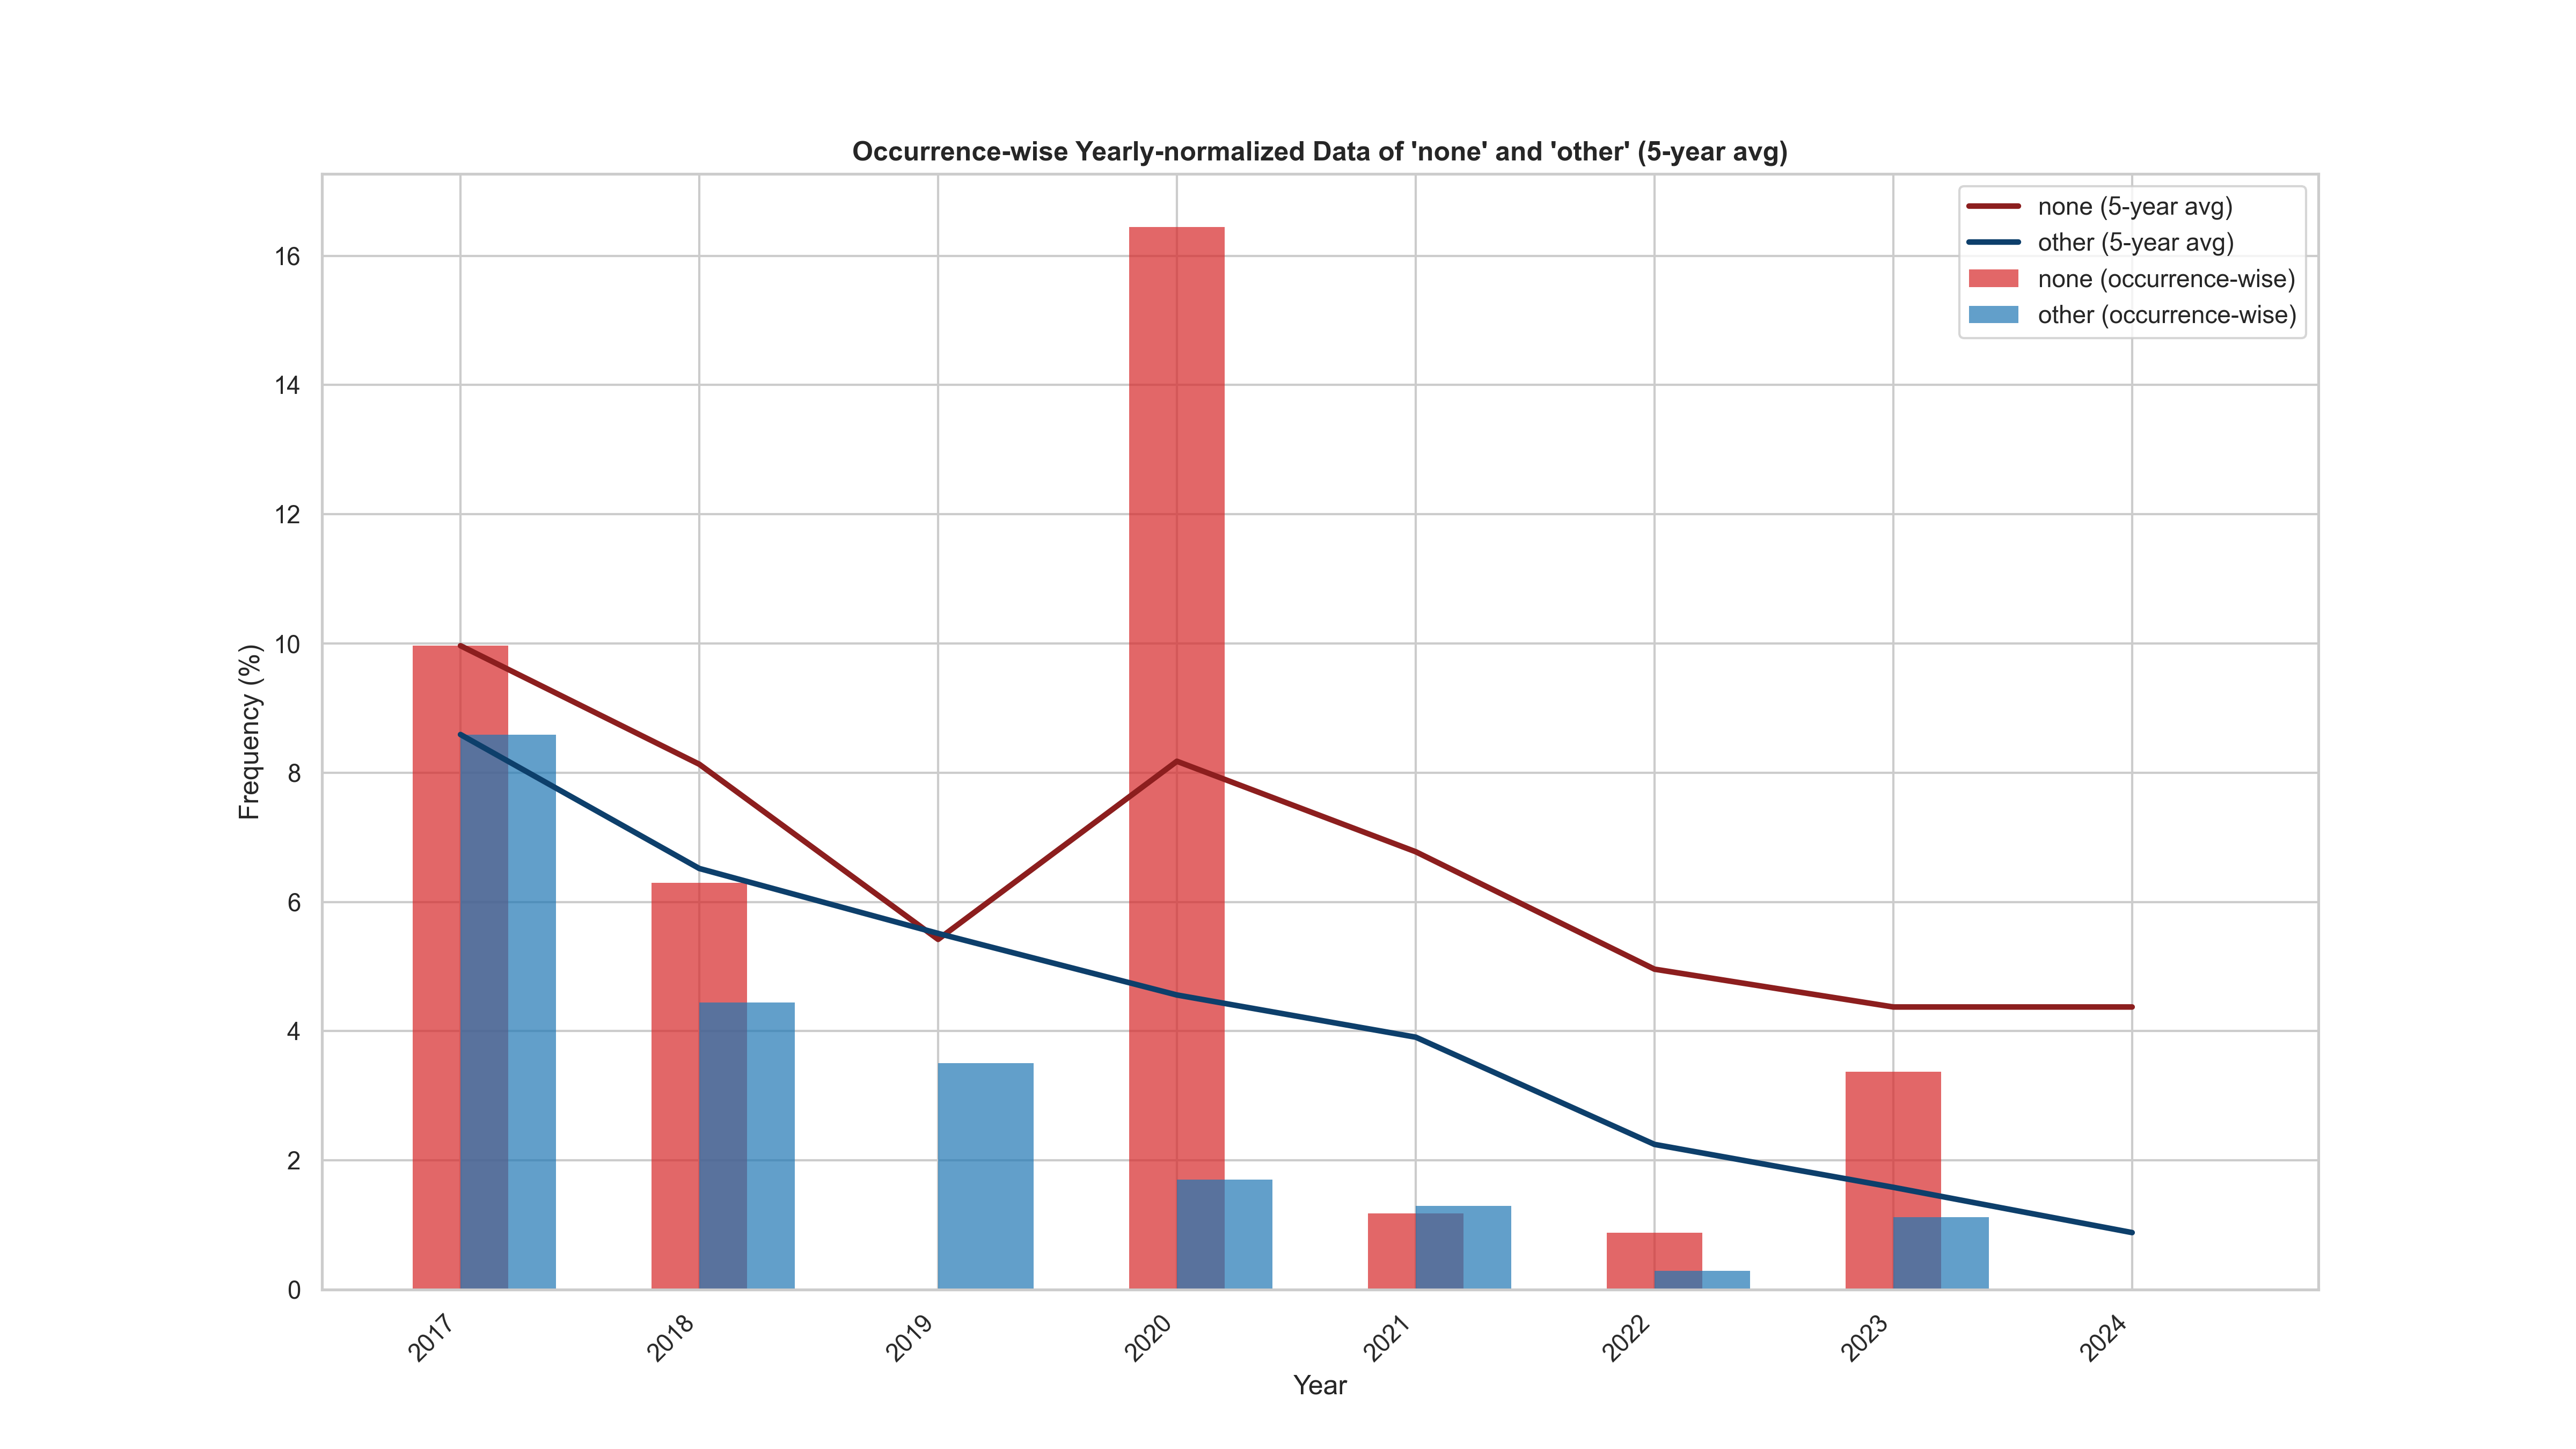 Occurrence-wise Yearly-normalized Data of 'none' and 'other' (5-year avg)
none (5-year avg)
other (5-year avg)
none (occurrence-wise)
other (occurrence-wise)
Frequency (%)
16
14
12
10
8
6
4
2
0
2017
2018
2019
2020
2021
2022
2023
2024
Year